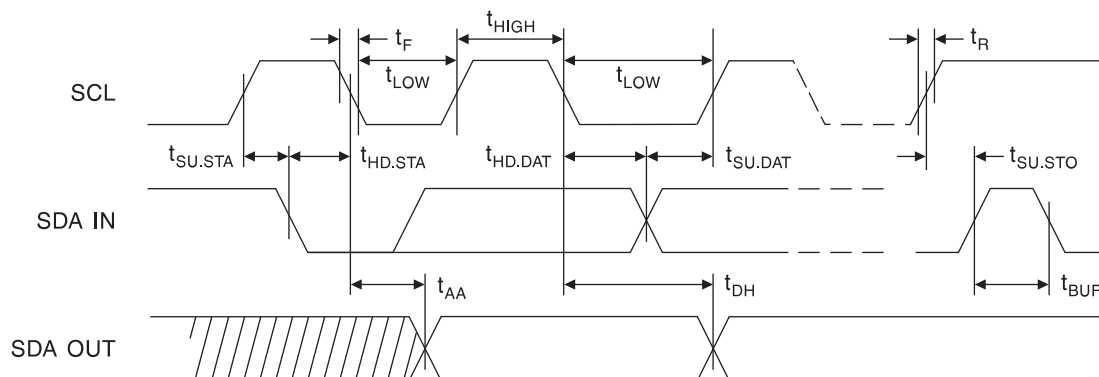 t_HIGH
t_F
t_R
t_LOW
t_LOW
SCL
t_SU.STA
t_HD.STA
t_HD.DAT
t_SU.DAT
t_SU.STO
SDA IN
t_AA
t_DH
t_BUF
SDA OUT